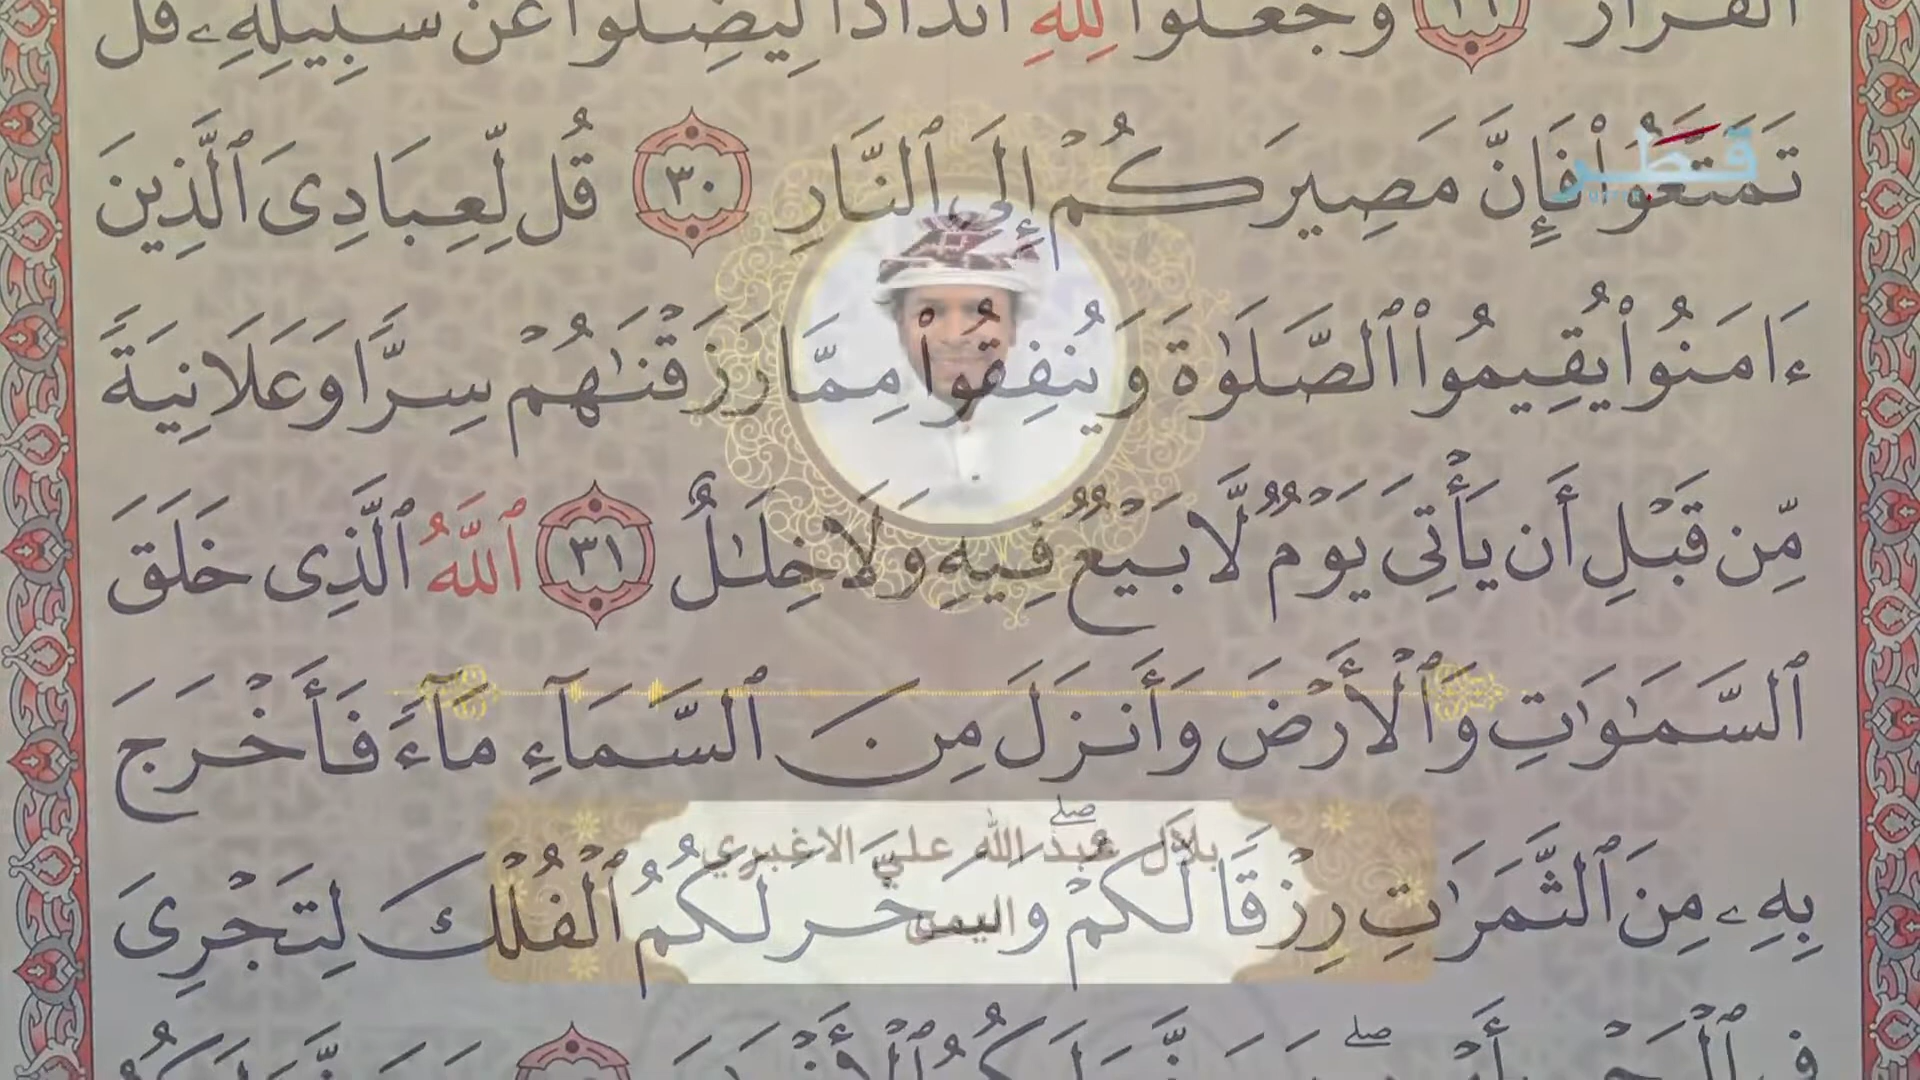 ٱلْقَرَارُ ٢٩ وَجَعَلُوا۟ لِلَّهِ أَندَادًا لِّيُضِلُّوا۟ عَن سَبِيلِهِۦ قُلْ
تَمَتَّعُوا۟ فَإِنَّ مَصِيرَكُمْ إِلَى ٱلنَّارِ ٣٠ قُل لِّعِبَادِىَ ٱلَّذِينَ
قطر
ءَامَنُوا۟ يُقِيمُوا۟ ٱلصَّلَوٰةَ وَيُنفِقُوا۟ مِمَّا رَزَقْنَٰهُمْ سِرًّا وَعَلَانِيَةً
مِّن قَبْلِ أَن يَأْتِىَ يَوْمٌ لَّا بَيْعٌ فِيهِ وَلَا خِلَٰلٌ ٣١ ٱللَّهُ ٱلَّذِى خَلَقَ
ٱلسَّمَٰوَٰتِ وَٱلْأَرْضَ وَأَنزَلَ مِنَ ٱلسَّمَآءِ مَآءً فَأَخْرَجَ
بلال عبد الله علي الاغبري
بِهِۦ مِنَ ٱلثَّمَرَٰتِ رِزْقًا لَّكُمْ ۖ وَسَخَّرَ لَكُمُ ٱلْفُلْكَ لِتَجْرِىَ
اليمن